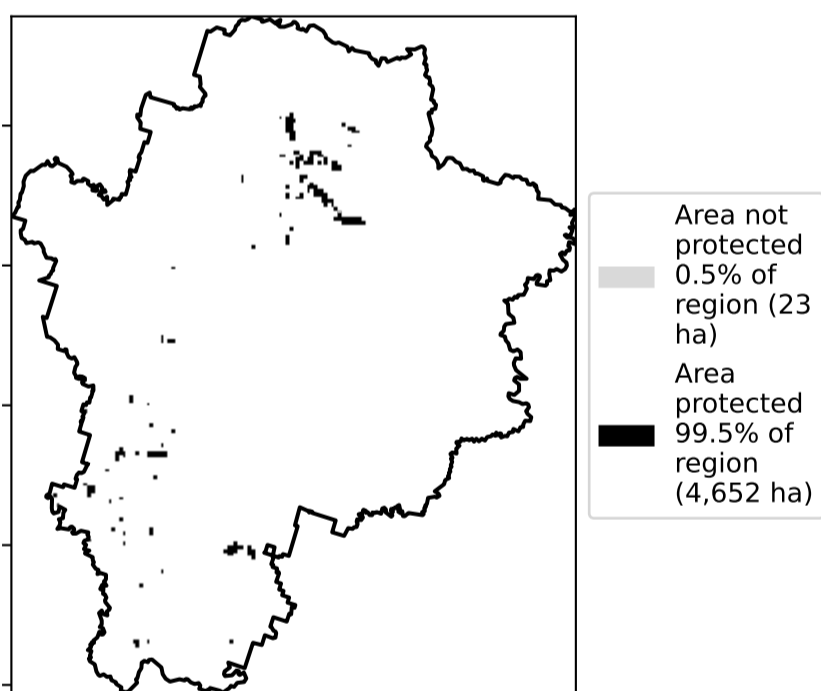 Area not
protected
0.5% of
region (23
ha)
Area
protected
99.5% of
region
(4,652 ha)